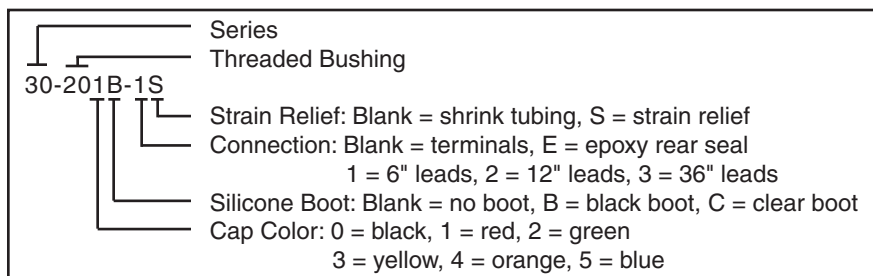 Series
Threaded Bushing
30-201B-1S
Strain Relief: Blank = shrink tubing, S = strain relief
Connection: Blank = terminals, E = epoxy rear seal
1 = 6" leads, 2 = 12" leads, 3 = 36" leads
Silicone Boot: Blank = no boot, B = black boot, C = clear boot
Cap Color: 0 = black, 1 = red, 2 = green
3 = yellow, 4 = orange, 5 = blue